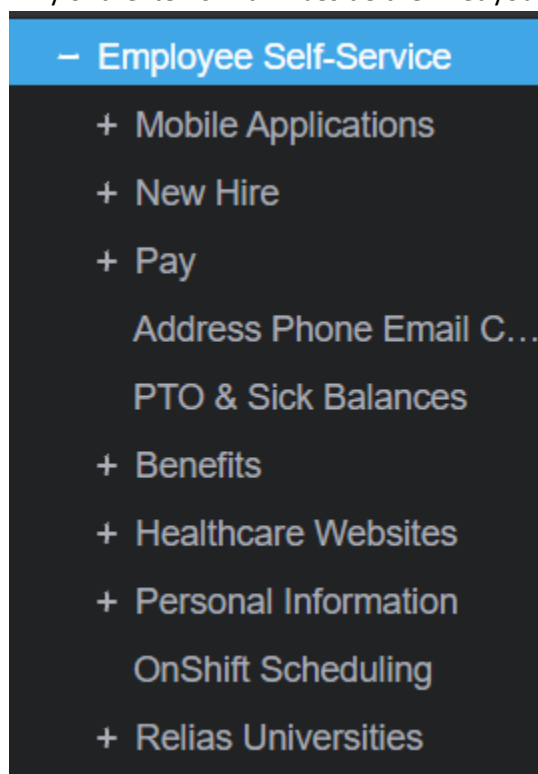 − Employee Self-Service
+ Mobile Applications
+ New Hire
+ Pay
Address Phone Email C...
PTO & Sick Balances
+ Benefits
+ Healthcare Websites
+ Personal Information
OnShift Scheduling
+ Relias Universities